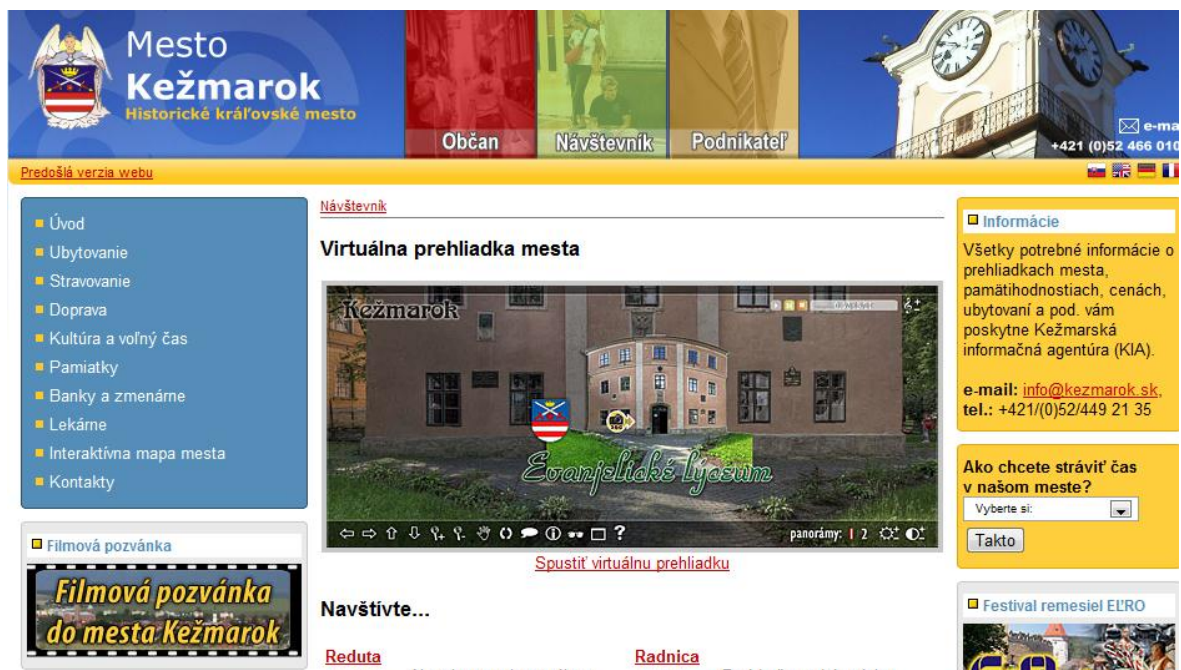 Mesto
Kežmarok
Historické kráľovské mesto
Občan
Návštevník
Podnikateľ
e-ma
+421 (0)52 466 010
Predošlá verzia webu
Úvod
Ubytovanie
Stravovanie
Doprava
Kultúra a voľný čas
Pamiatky
Banky a zmenárne
Lekárne
Interaktívna mapa mesta
Kontakty
Filmová pozvánka
Filmová pozvánka
do mesta Kežmarok
Návštevník
Virtuálna prehliadka mesta
Kežmarok
Evanjelické lýceum
panorámy: 1 2
Spustiť virtuálnu prehliadku
Navštívte...
Reduta
Radnica
Informácie
Všetky potrebné informácie o
prehliadkach mesta,
pamätihodnostiach, cenách,
ubytovaní a pod. vám
poskytne Kežmarská
informačná agentúra (KIA).
e-mail: info@kezmarok.sk,
tel.: +421/(0)52/449 21 35
Ako chcete stráviť čas
v našom meste?
Vyberte si:
Takto
Festival remesiel EĽRO